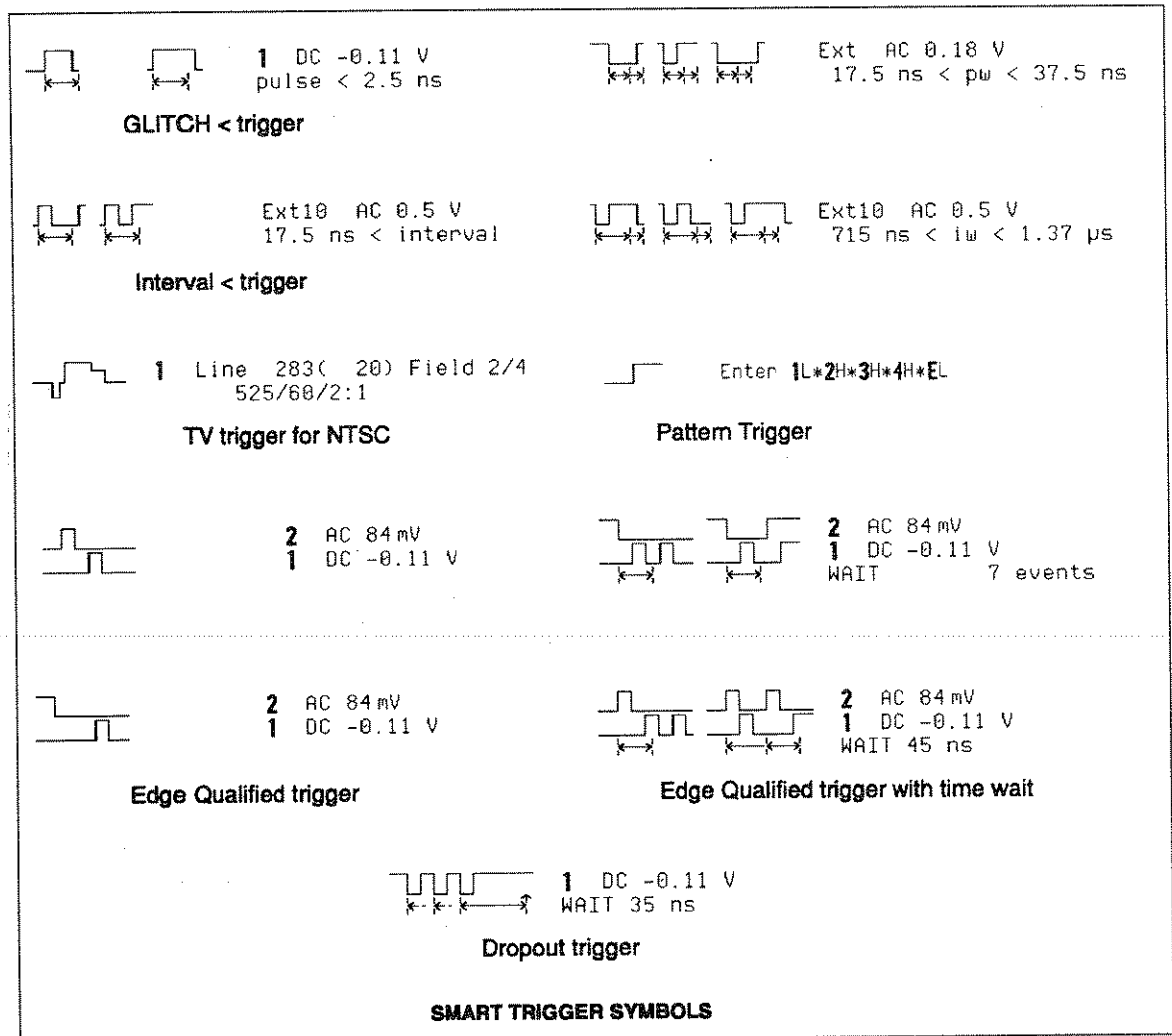 1 DC -0.11 V
pulse < 2.5 ns
GLITCH < trigger
Ext AC 0.18 V
17.5 ns < pw < 37.5 ns
Ext10 AC 0.5 V
17.5 ns < interval
Interval < trigger
Ext10 AC 0.5 V
715 ns < iw < 1.37 µs
1 Line 283( 20) Field 2/4
525/60/2:1
TV trigger for NTSC
Enter 1L*2H*3H*4H*EL
Pattern Trigger
2 AC 84 mV
1 DC -0.11 V
2 AC 84 mV
1 DC -0.11 V
WAIT 7 events
2 AC 84 mV
1 DC -0.11 V
Edge Qualified trigger
2 AC 84 mV
1 DC -0.11 V
WAIT 45 ns
Edge Qualified trigger with time wait
1 DC -0.11 V
WAIT 35 ns
Dropout trigger
SMART TRIGGER SYMBOLS